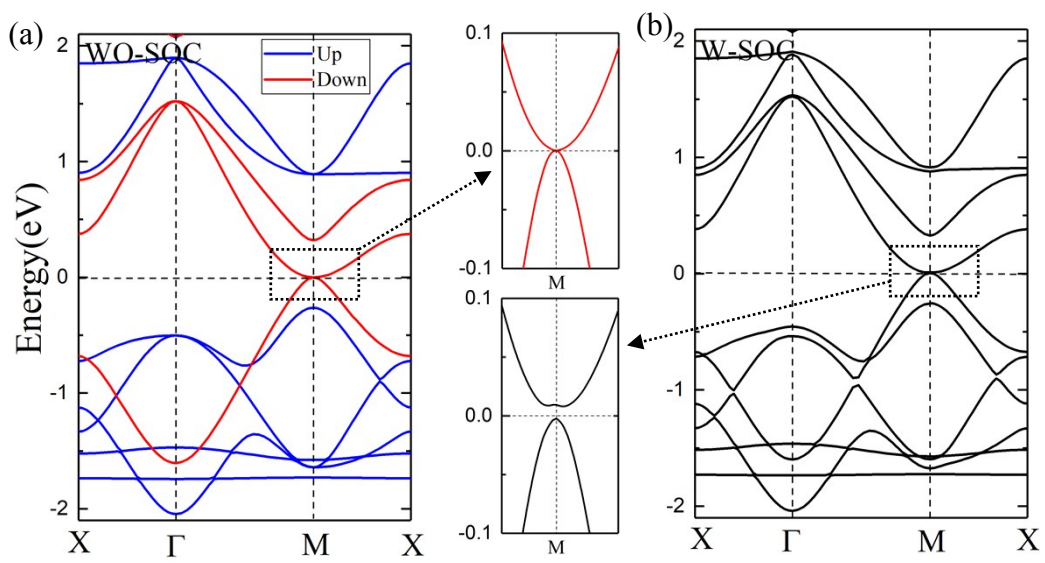 (a)
WO-SOC
Up
Down
Energy(eV)
2
1
0
-1
-2
X
Γ
M
X
0.1
0.0
-0.1
M
0.1
0.0
-0.1
M
(b)
W-SOC
2
1
0
-1
-2
X
Γ
M
X